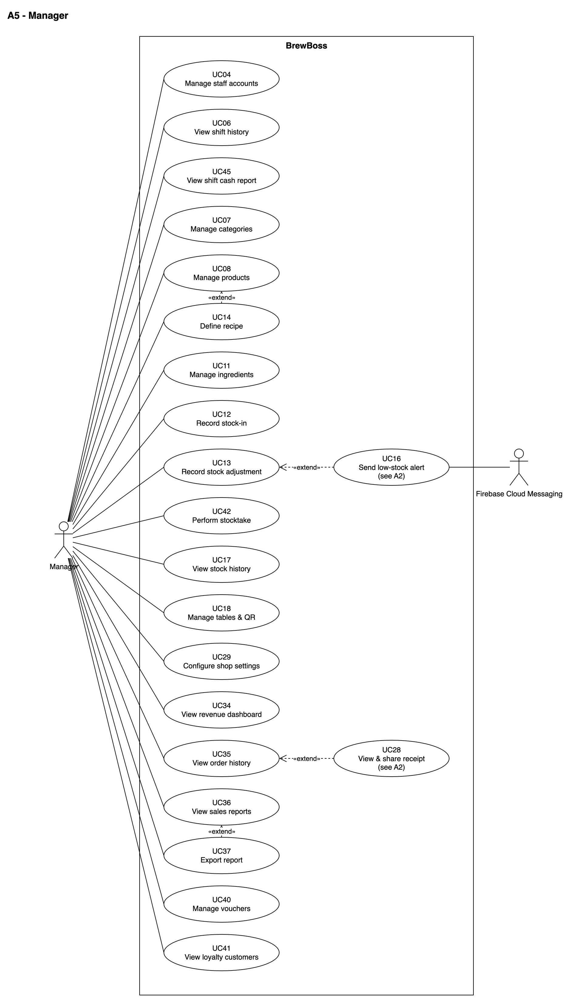 A5 - Manager
BrewBoss
UC04
Manage staff accounts
UC06
View shift history
UC45
View shift cash report
UC07
Manage categories
UC08
Manage products
«extend»
UC14
Define recipe
UC11
Manage ingredients
UC12
Record stock-in
UC13
Record stock adjustment
«extend»
UC16
Send low-stock alert
(see A2)
Firebase Cloud Messaging
UC42
Perform stocktake
Manager
UC17
View stock history
UC18
Manage tables & QR
UC29
Configure shop settings
UC34
View revenue dashboard
UC35
View order history
«extend»
UC28
View & share receipt
(see A2)
UC36
View sales reports
«extend»
UC37
Export report
UC40
Manage vouchers
UC41
View loyalty customers